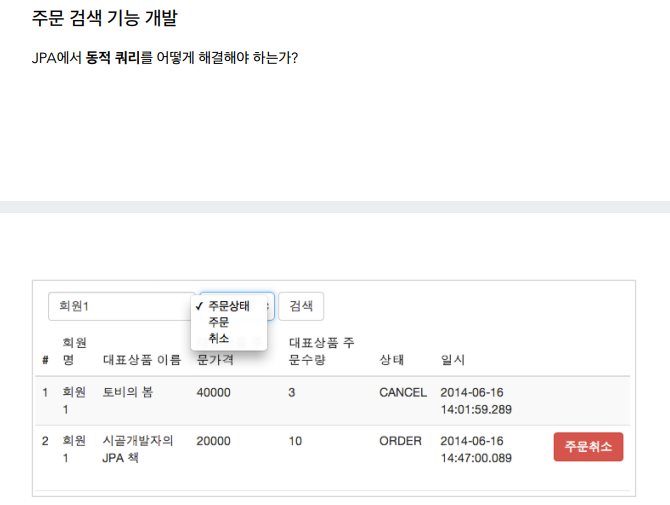 주문 검색 기능 개발
JPA에서 동적 쿼리를 어떻게 해결해야 하는가?
회원1
✓ 주문상태
주문
취소
검색
# 회원명 대표상품 이름 문가격 대표상품 주문수량 상태 일시
1 회원1 토비의 봄 40000 3 CANCEL 2014-06-16 14:01:59.289
2 회원1 시골개발자의 JPA 책 20000 10 ORDER 2014-06-16 14:47:00.089 주문취소